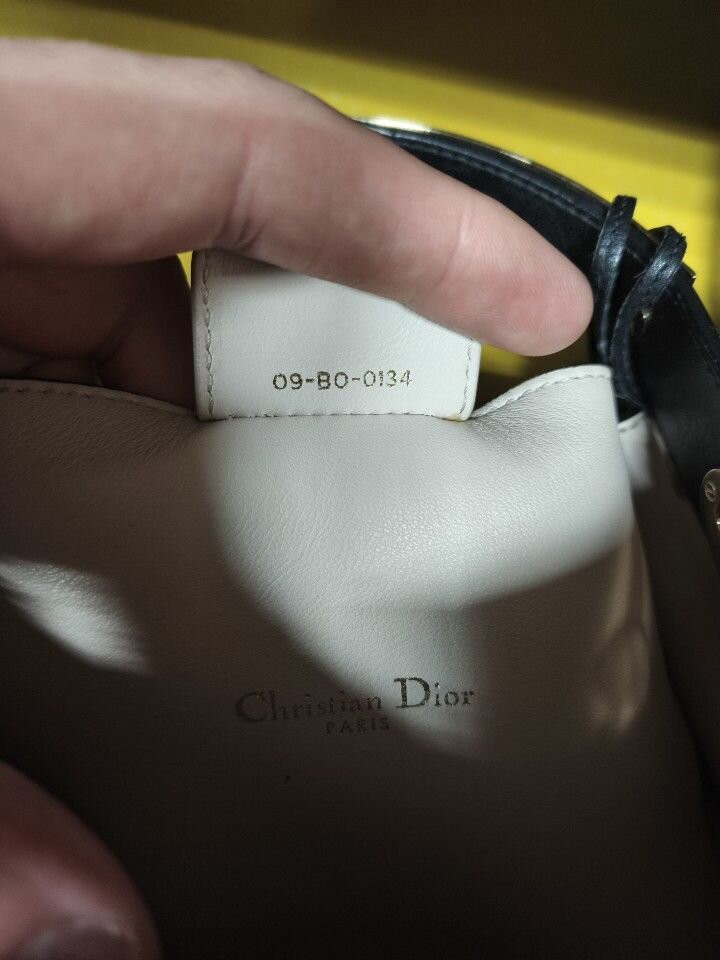 09-BO-0134
Christian Dior
PARIS